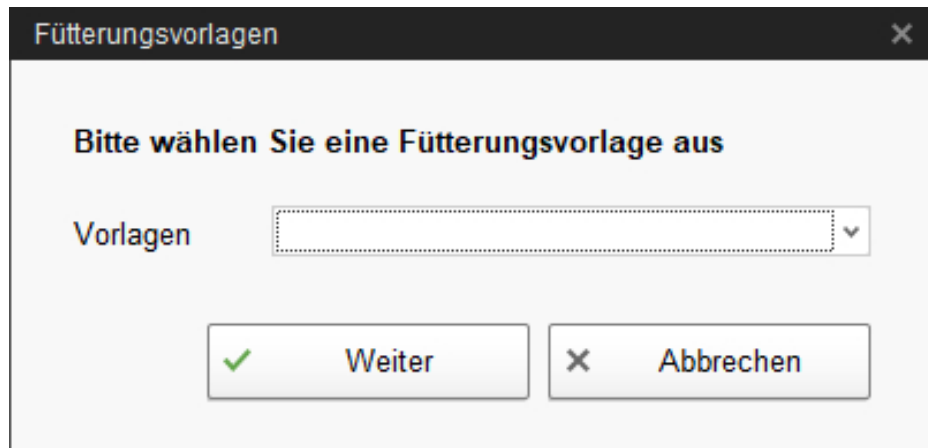 Fütterungsvorlagen
Bitte wählen Sie eine Fütterungsvorlage aus
Vorlagen
Weiter
Abbrechen